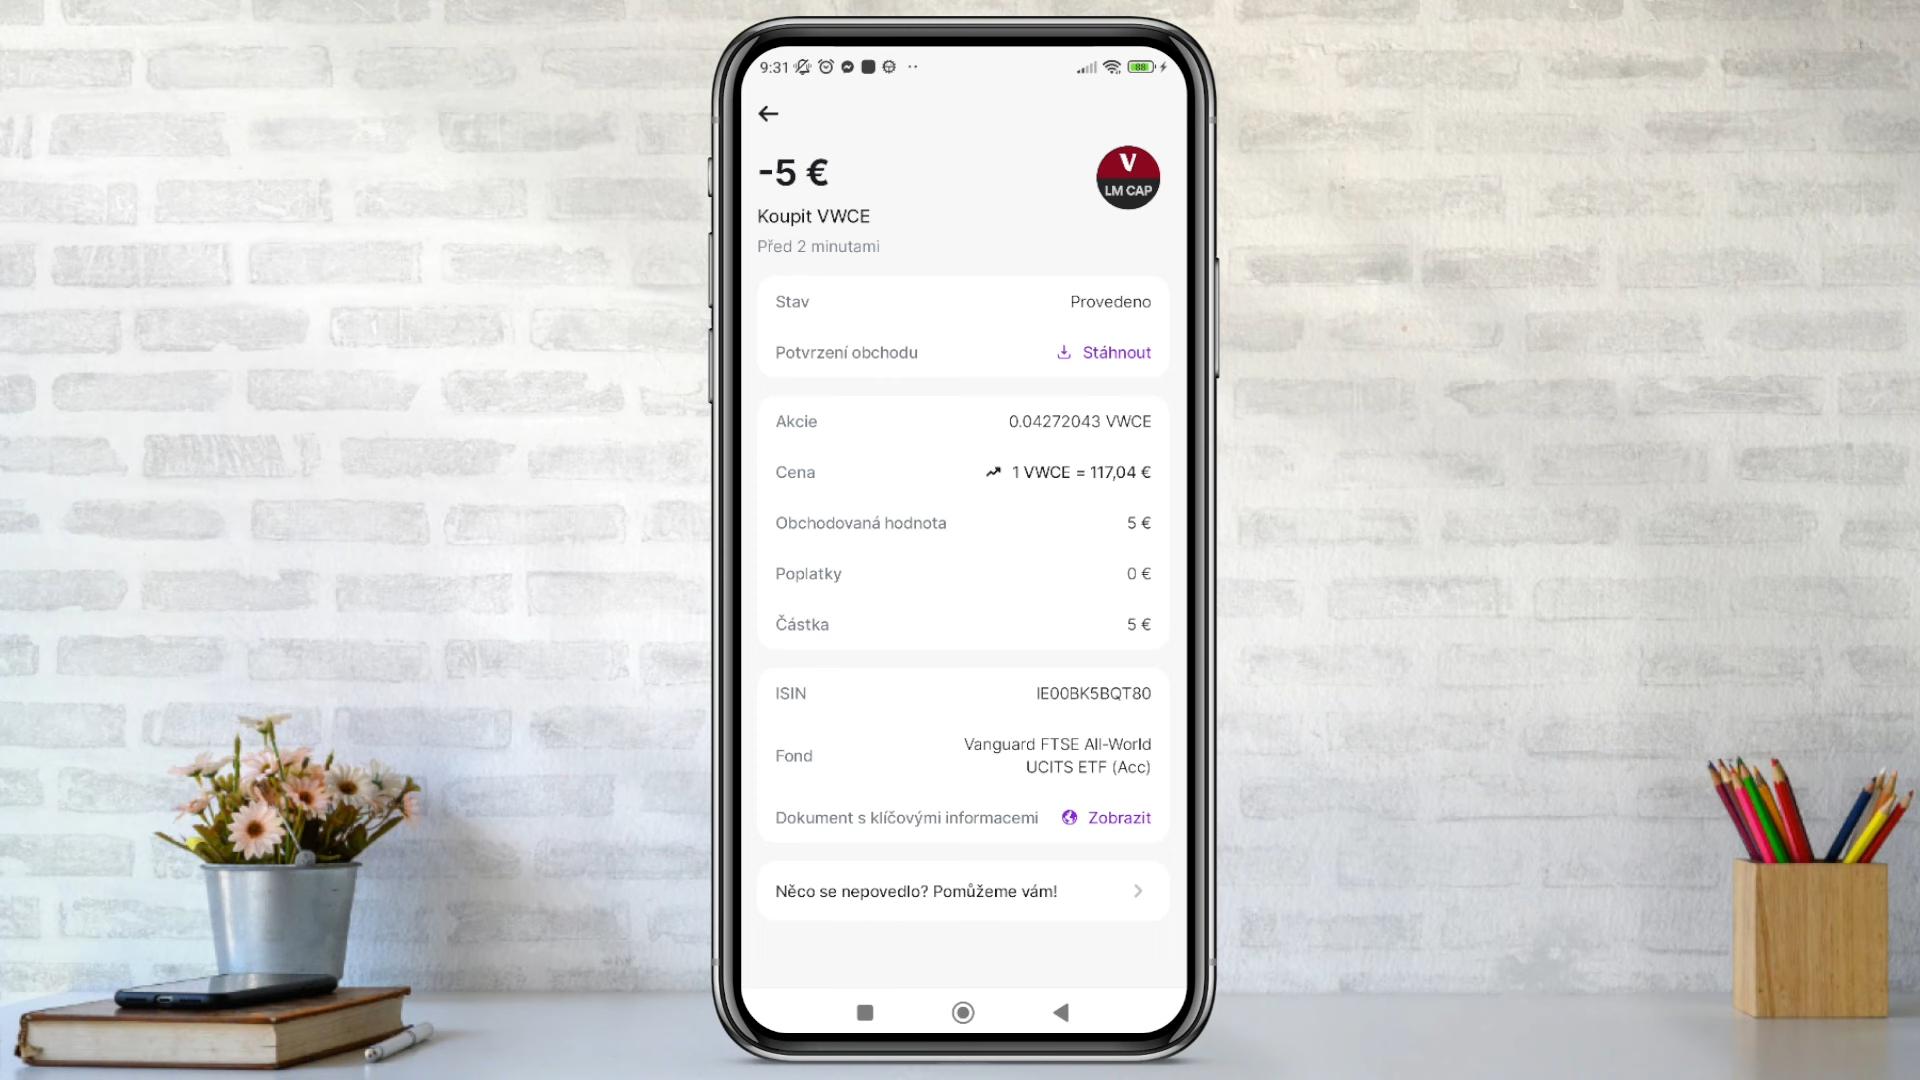 9:31
88
-5 €
V
LM CAP
Koupit VWCE
Před 2 minutami
Stav Provedeno
Potvrzení obchodu Stáhnout
Akcie 0.04272043 VWCE
Cena 1 VWCE = 117,04 €
Obchodovaná hodnota 5 €
Poplatky 0 €
Částka 5 €
ISIN IE00BK5BQT80
Fond Vanguard FTSE All-World
UCITS ETF (Acc)
Dokument s klíčovými informacemi Zobrazit
Něco se nepovedlo? Pomůžeme vám!